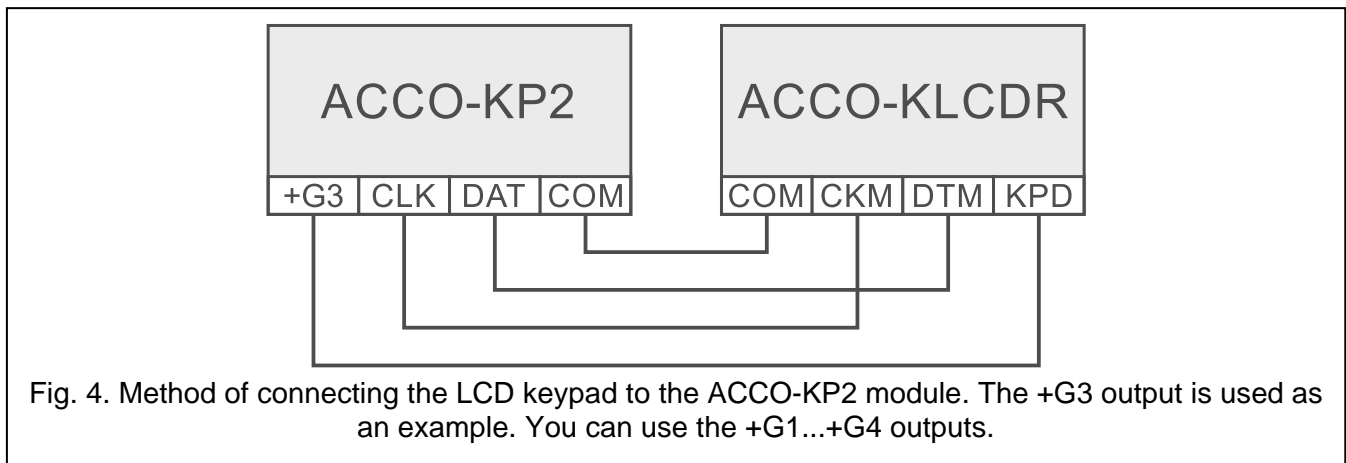 ACCO-KP2
ACCO-KLCDR
+G3 CLK DAT COM
COM CKM DTM KPD
Fig. 4. Method of connecting the LCD keypad to the ACCO-KP2 module. The +G3 output is used as
an example. You can use the +G1...+G4 outputs.